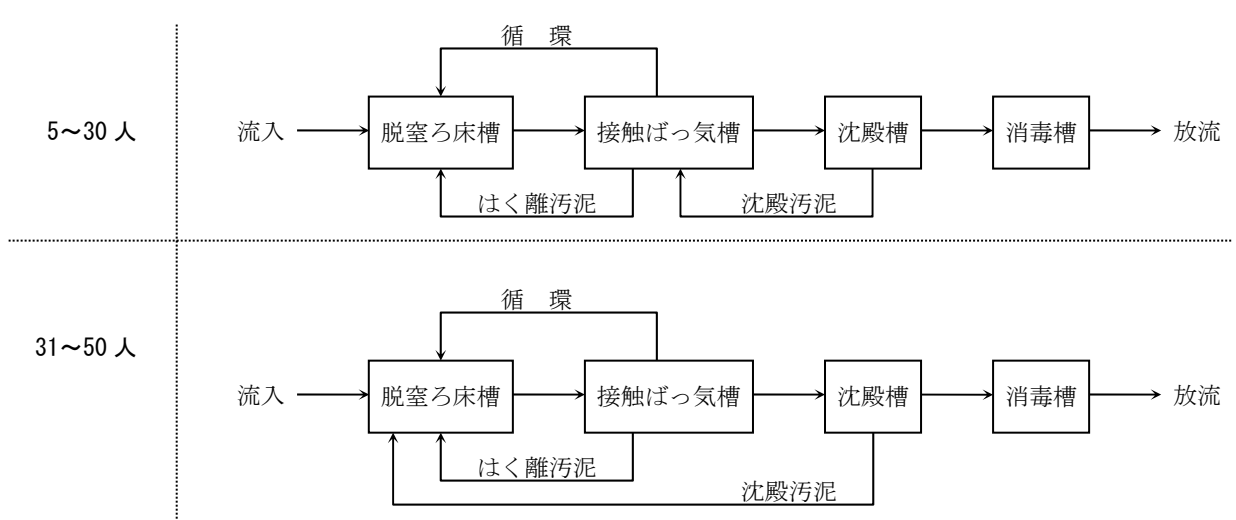 循　環
5～30 人
流入
脱窒ろ床槽
接触ばっ気槽
沈殿槽
消毒槽
放流
はく離汚泥
沈殿汚泥
循　環
31～50 人
流入
脱窒ろ床槽
接触ばっ気槽
沈殿槽
消毒槽
放流
はく離汚泥
沈殿汚泥